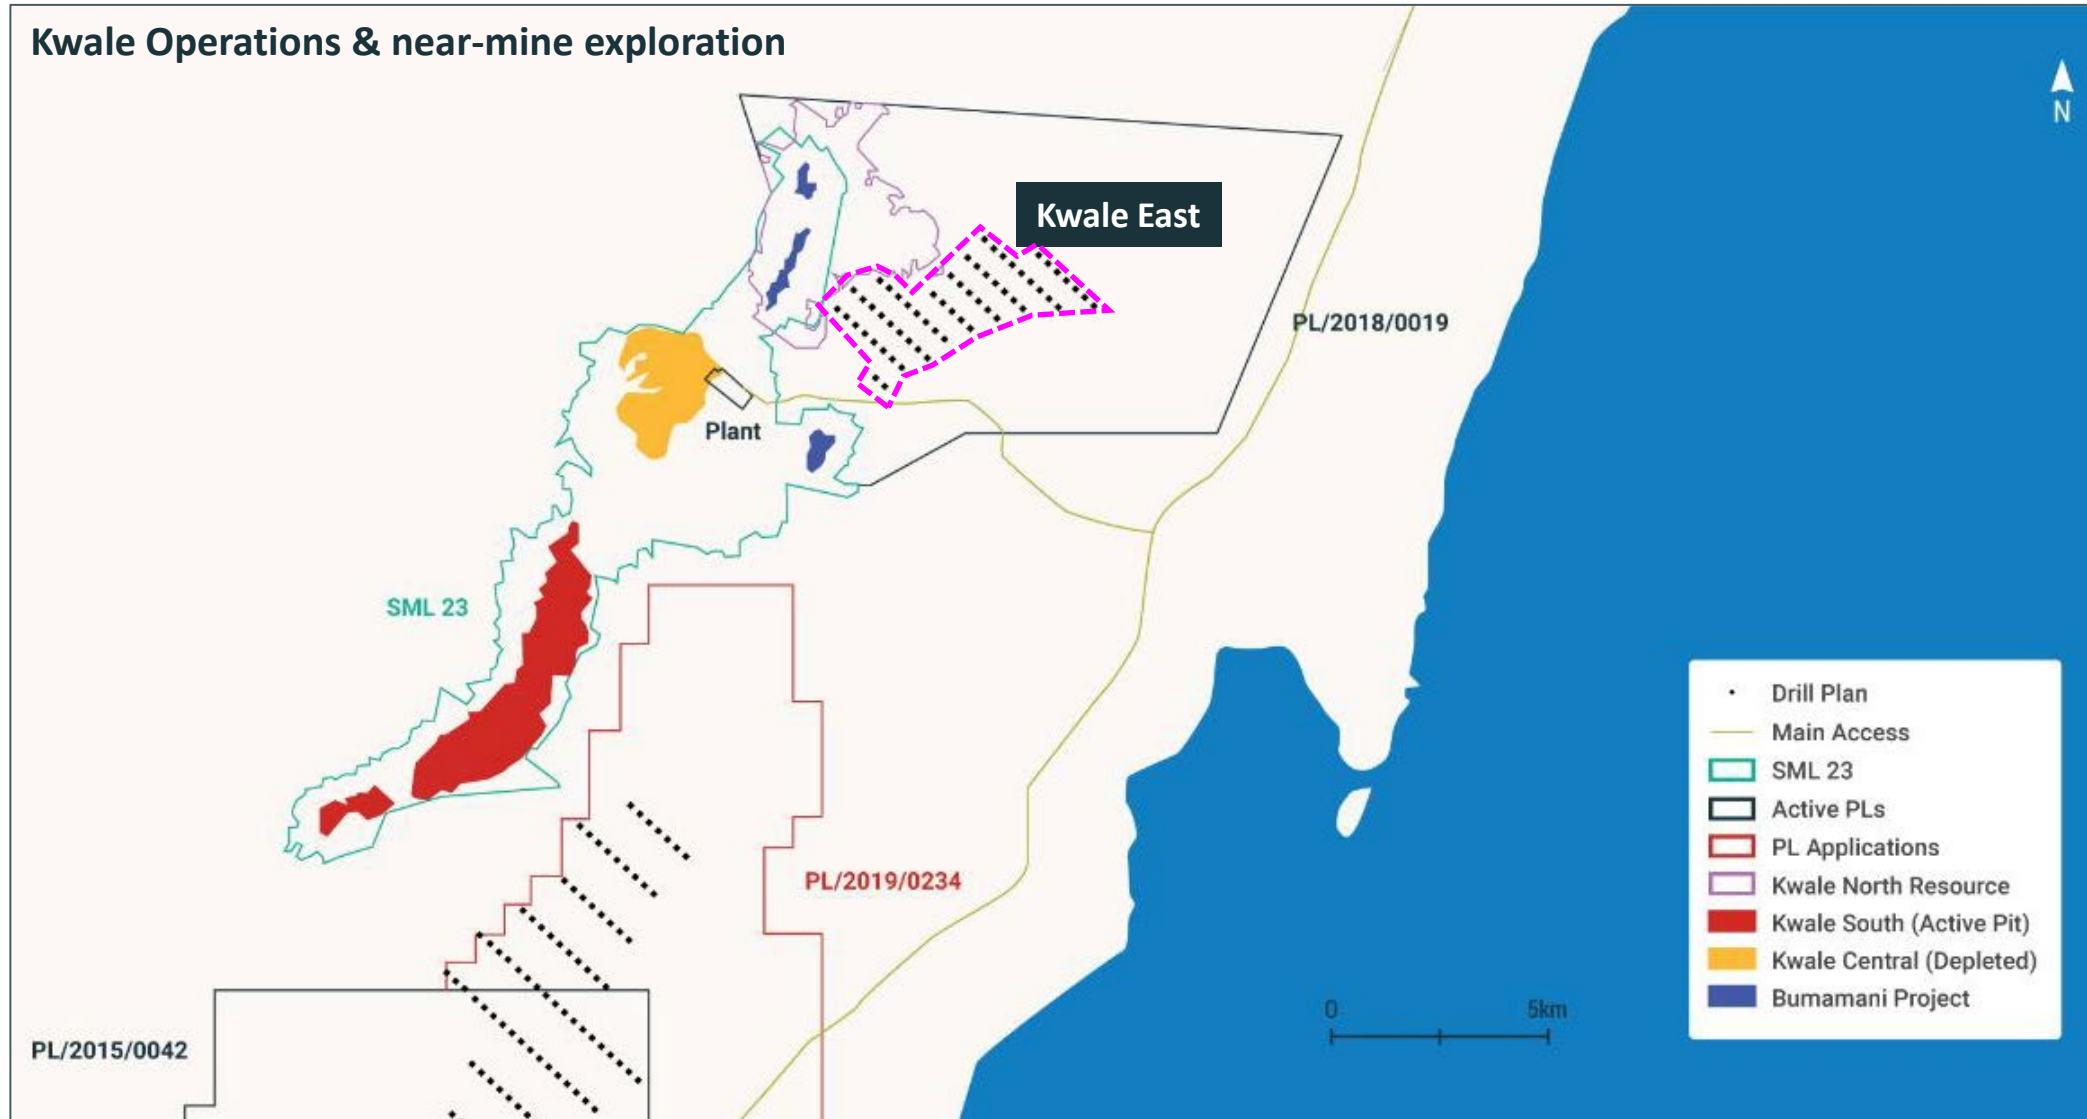 Kwale Operations & near-mine exploration
N
Kwale East
PL/2018/0019
Plant
SML 23
PL/2019/0234
PL/2015/0042
0 5km
Drill Plan
Main Access
SML 23
Active PLs
PL Applications
Kwale North Resource
Kwale South (Active Pit)
Kwale Central (Depleted)
Bumamani Project